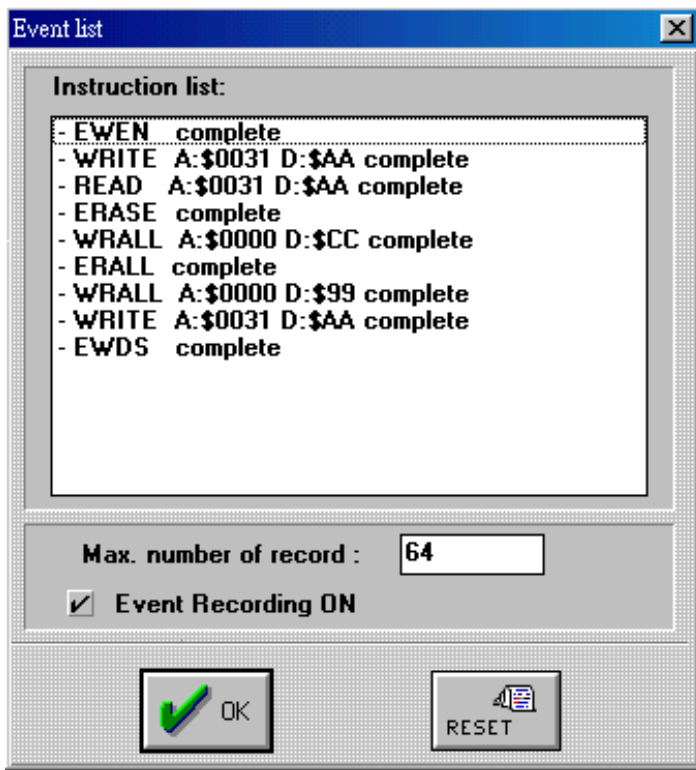 Event list
Instruction list:
- EWEN complete
- WRITE A:$0031 D:$AA complete
- READ A:$0031 D:$AA complete
- ERASE complete
- WRALL A:$0000 D:$CC complete
- ERALL complete
- WRALL A:$0000 D:$99 complete
- WRITE A:$0031 D:$AA complete
- EWDS complete
Max. number of record : 64
Event Recording ON
OK
RESET